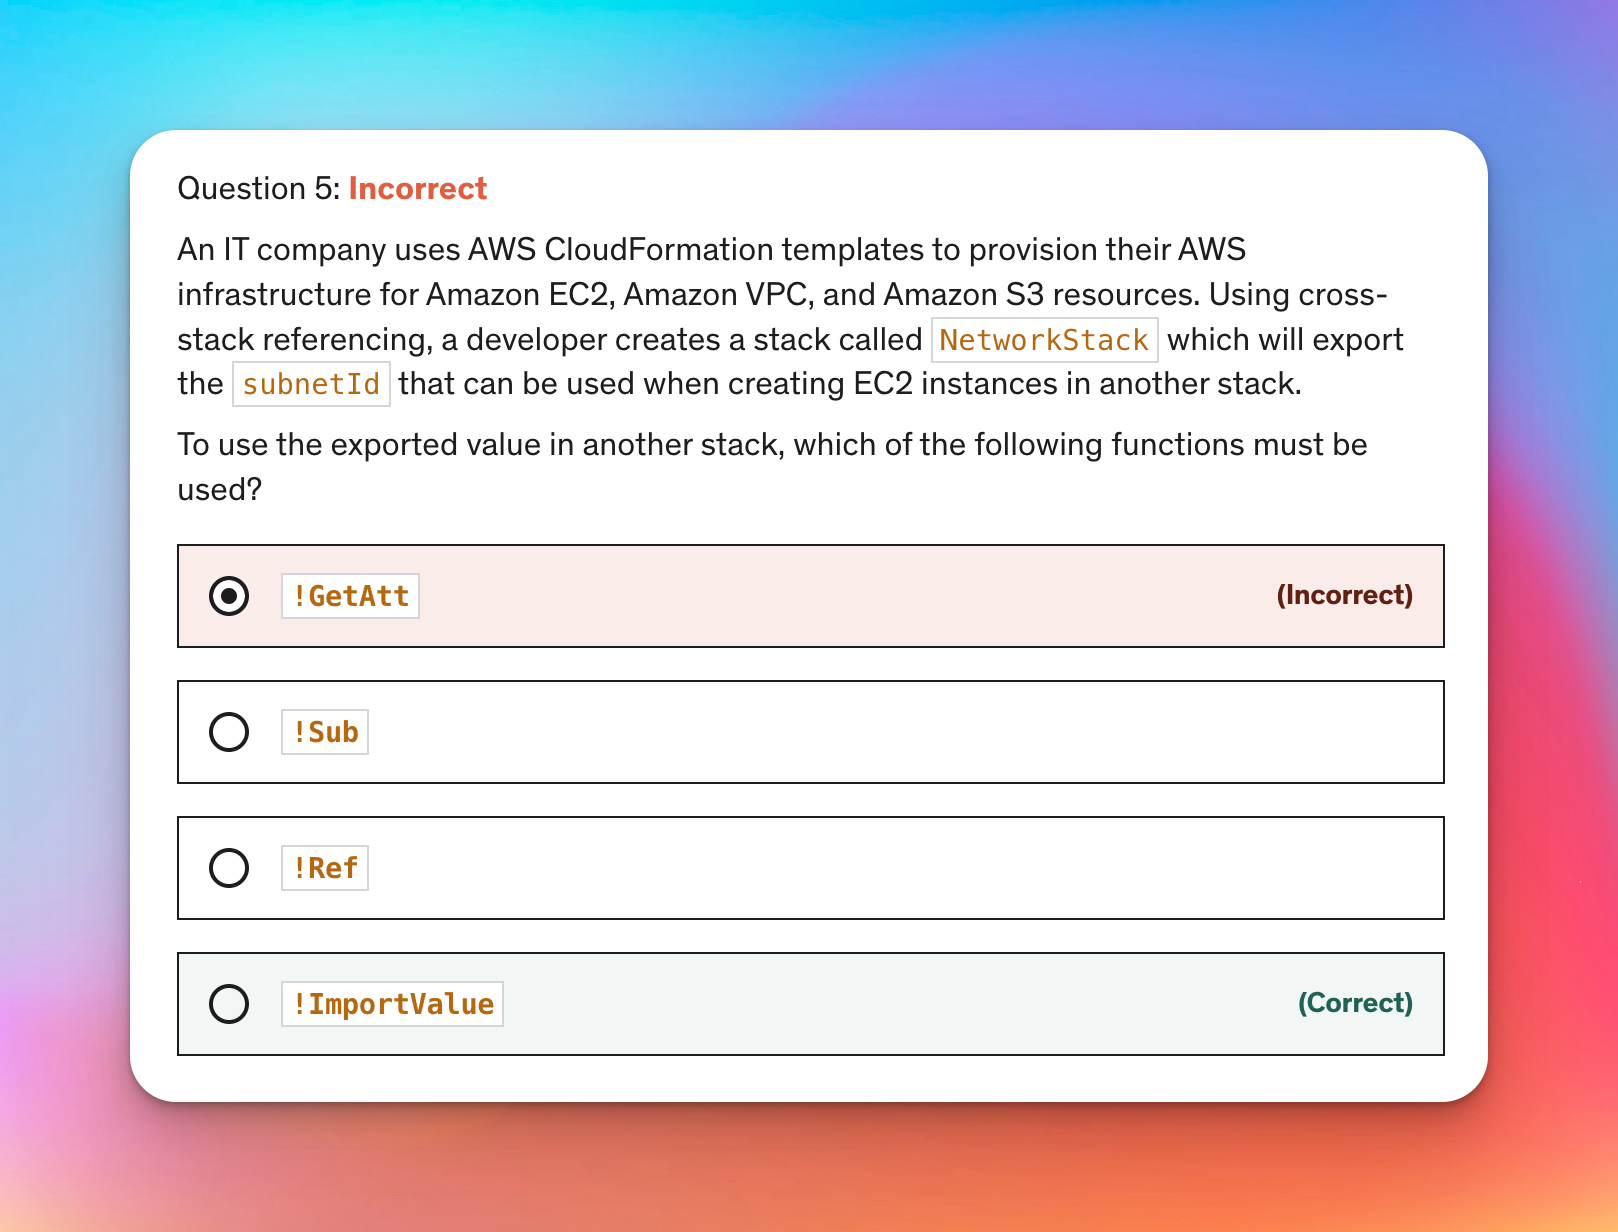 Question 5: Incorrect
An IT company uses AWS CloudFormation templates to provision their AWS
infrastructure for Amazon EC2, Amazon VPC, and Amazon S3 resources. Using cross-
stack referencing, a developer creates a stack called NetworkStack which will export
the subnetId that can be used when creating EC2 instances in another stack.
To use the exported value in another stack, which of the following functions must be
used?
!GetAtt (Incorrect)
!Sub
!Ref
!ImportValue (Correct)